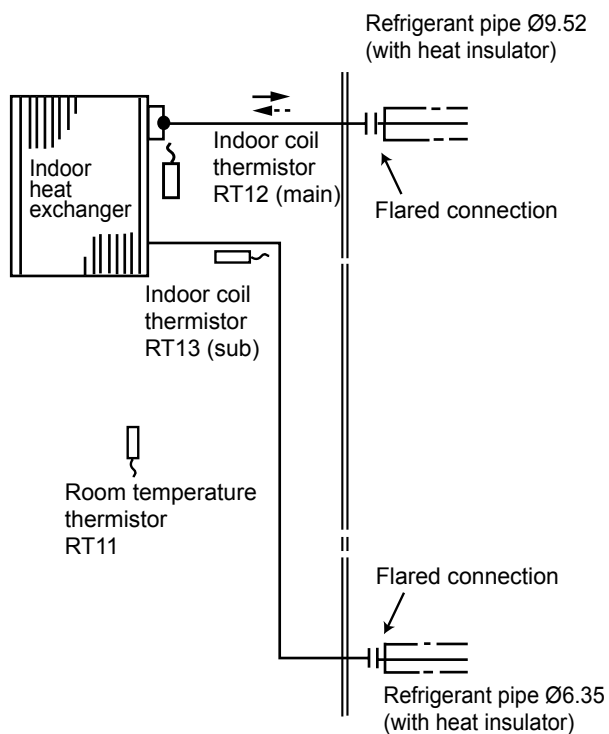 Refrigerant pipe Ø9.52
(with heat insulator)
Indoor
heat
exchanger
Indoor coil
thermistor
RT12 (main)
Flared connection
Indoor coil
thermistor
RT13 (sub)
Room temperature
thermistor
RT11
Flared connection
Refrigerant pipe Ø6.35
(with heat insulator)